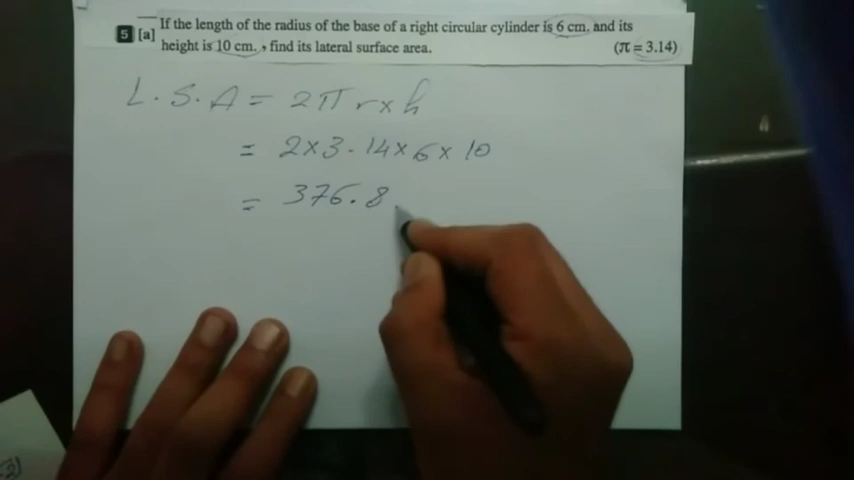 5 [a] If the length of the radius of the base of a right circular cylinder is 6 cm. and its
height is 10 cm. , find its lateral surface area. (π = 3.14)
L.S.A = 2πr×h
= 2×3.14×6×10
= 376.8